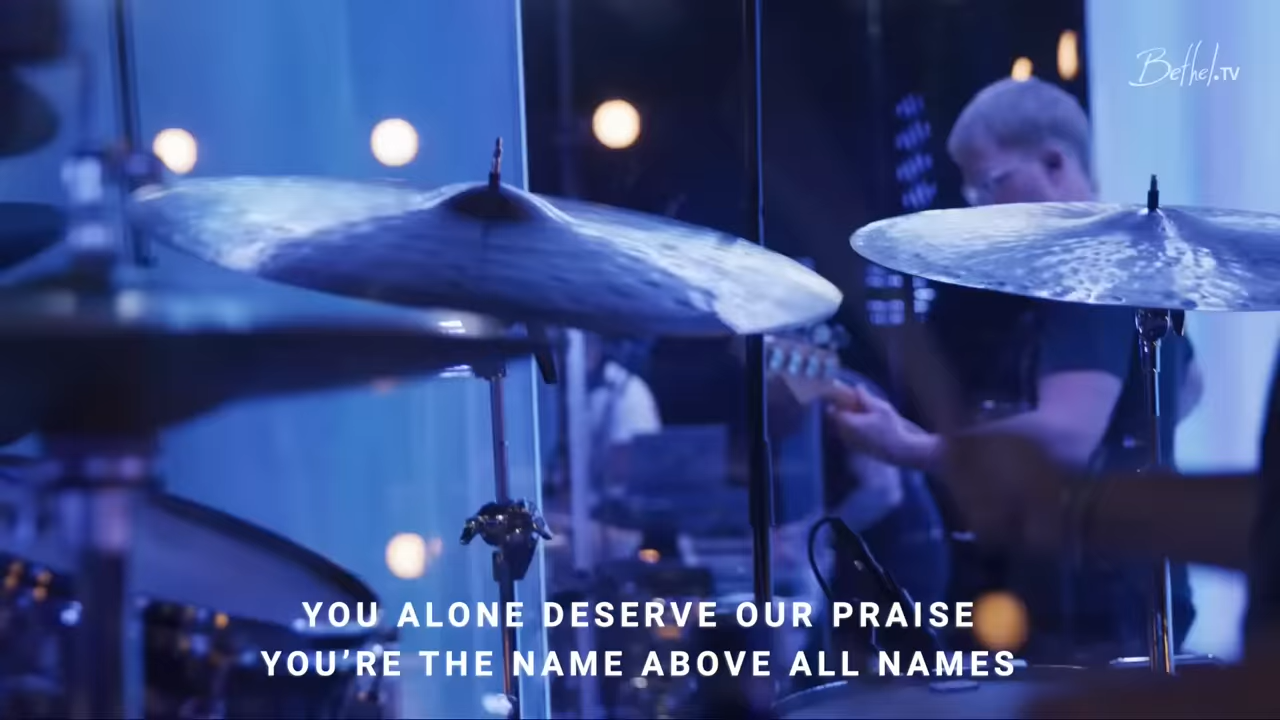 Bethel.TV
YOU ALONE DESERVE OUR PRAISE
YOU’RE THE NAME ABOVE ALL NAMES